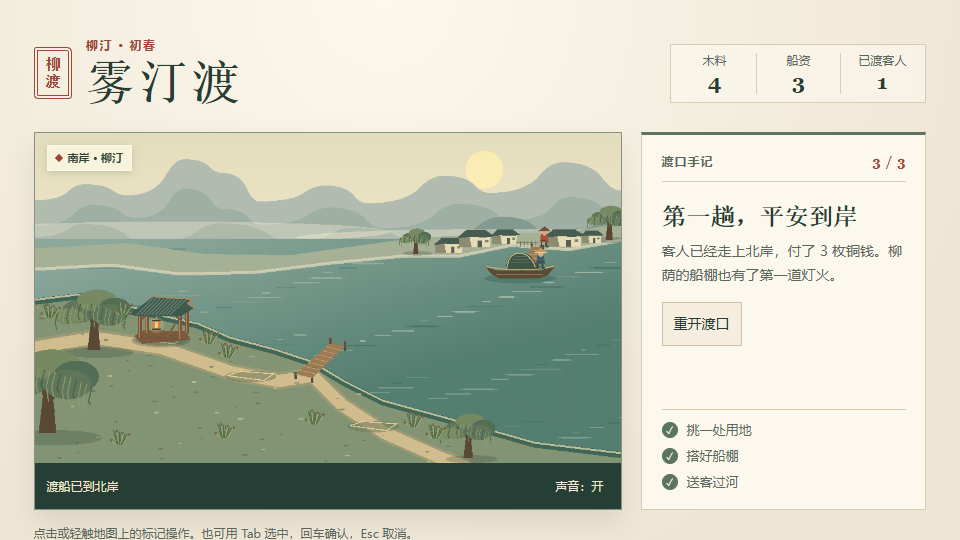 柳渡
柳汀·初春
雾汀渡
木料
4
船资
3
已渡客人
1
南岸·柳汀
渡船已到北岸
声音：开
渡口手记
3 / 3
第一趟，平安到岸
客人已经走上北岸，付了 3 枚铜钱。柳
荫的船棚也有了第一道灯火。
重开渡口
挑一处用地
搭好船棚
送客过河
点击或轻触地图上的标记操作。也可用 Tab 选中，回车确认，Esc 取消。